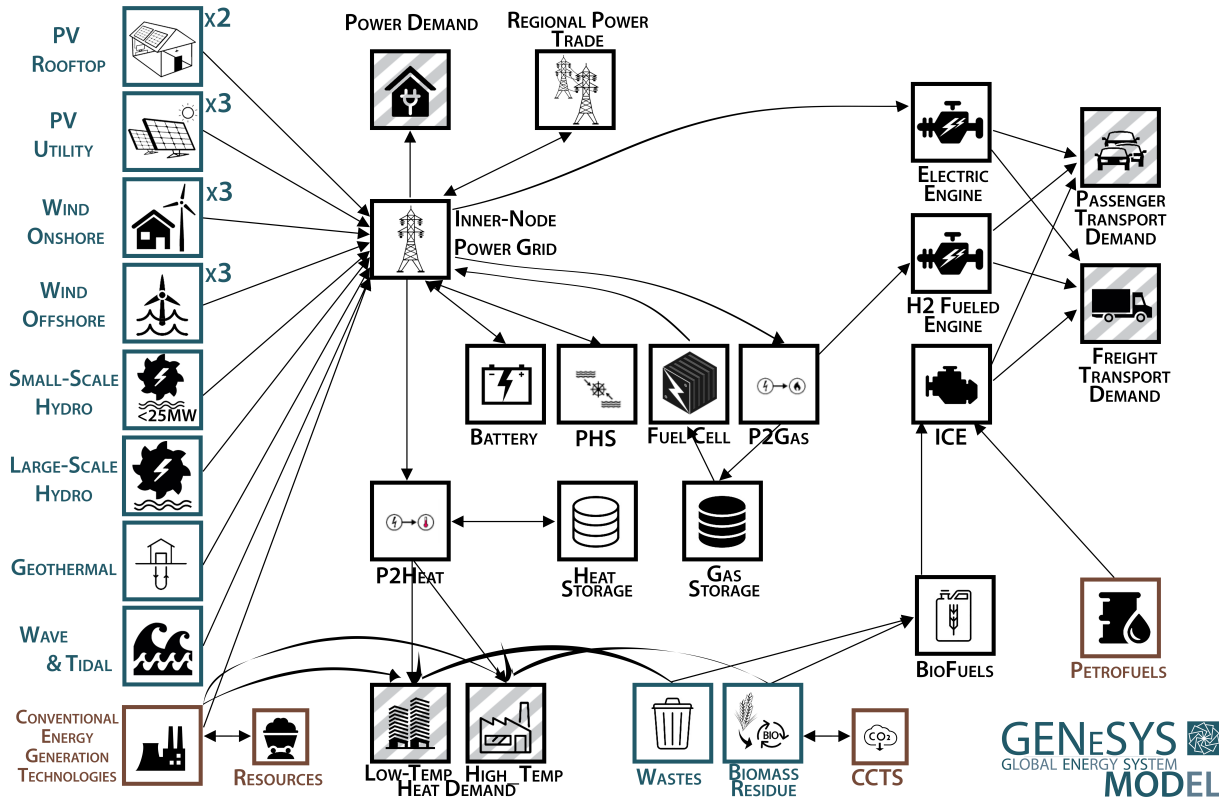 PV
ROOFTOP
x2
PV
UTILITY
x3
WIND
ONSHORE
x3
WIND
OFFSHORE
x3
SMALL-SCALE
HYDRO
<25MW
LARGE-SCALE
HYDRO
GEOTHERMAL
WAVE
& TIDAL
CONVENTIONAL
ENERGY
GENERATION
TECHNOLOGIES
RESOURCES
POWER DEMAND
REGIONAL POWER
TRADE
INNER-NODE
POWER GRID
BATTERY
PHS
FUEL CELL
P2GAS
P2HEAT
HEAT
STORAGE
GAS
STORAGE
LOW-TEMP
HIGH TEMP
HEAT DEMAND
WASTES
BIO
BIOMASS
RESIDUE
CO2
CCTS
ELECTRIC
ENGINE
H2 FUELED
ENGINE
ICE
BIOFUELS
PETROFUELS
PASSENGER
TRANSPORT
DEMAND
FREIGHT
TRANSPORT
DEMAND
GENESYS
GLOBAL ENERGY SYSTEM
MODEL